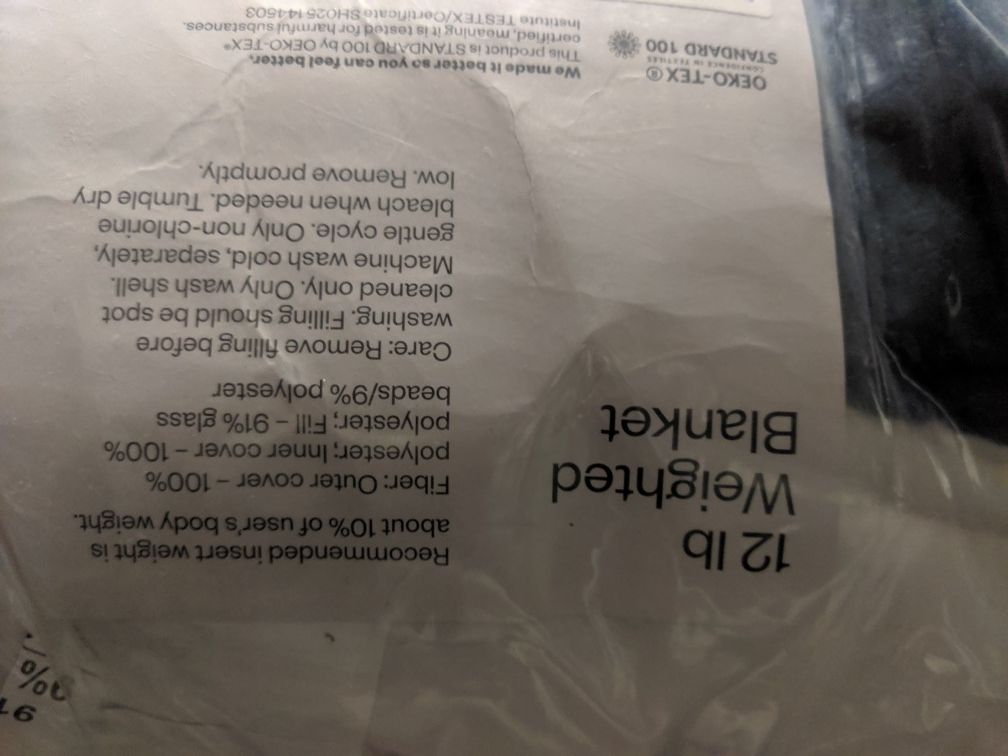 12 lb
Weighted
Blanket
Recommended insert weight is
about 10% of user's body weight.
Fiber: Outer cover – 100%
polyester; Inner cover – 100%
polyester; Fill – 91% glass
beads/9% polyester
Care: Remove filling before
washing. Filling should be spot
cleaned only. Only wash shell.
Machine wash cold, separately,
gentle cycle. Only non-chlorine
bleach when needed. Tumble dry
low. Remove promptly.
OEKO-TEX ®
CONFIDENCE IN TEXTILES
STANDARD 100
We made it better so you can feel better.
This product is STANDARD 100 by OEKO-TEX®
certified, meaning it is tested for harmful substances.
Institute TESTEX/Certificate SHO25144503